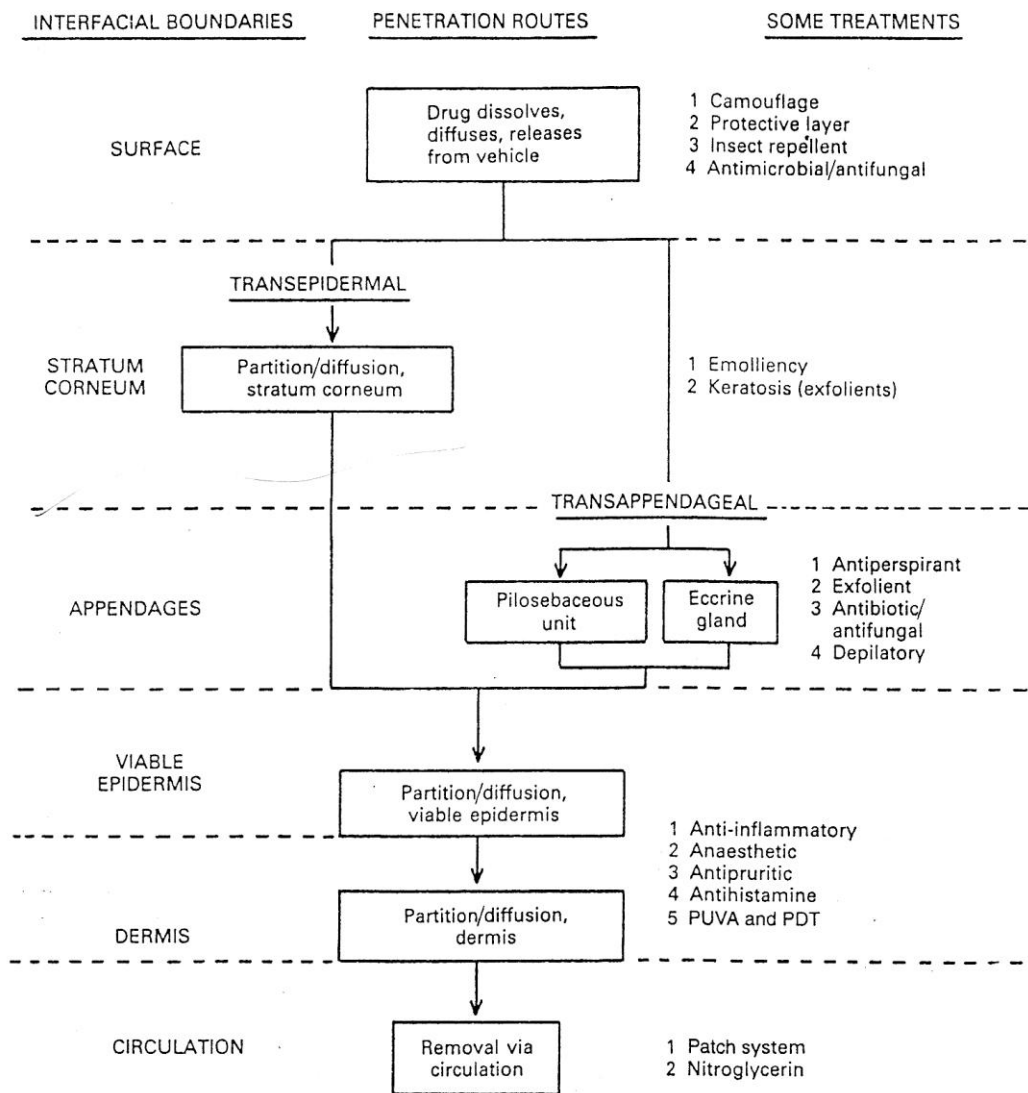 INTERFACIAL BOUNDARIES
PENETRATION ROUTES
SOME TREATMENTS
SURFACE
Drug dissolves,
diffuses, releases
from vehicle
1 Camouflage
2 Protective layer
3 Insect repellent
4 Antimicrobial/antifungal
TRANSEPIDERMAL
STRATUM
CORNEUM
Partition/diffusion,
stratum corneum
1 Emolliency
2 Keratosis (exfolients)
TRANSAPPENDAGEAL
APPENDAGES
Pilosebaceous
unit
Eccrine
gland
1 Antiperspirant
2 Exfolient
3 Antibiotic/
antifungal
4 Depilatory
VIABLE
EPIDERMIS
Partition/diffusion,
viable epidermis
DERMIS
Partition/diffusion,
dermis
1 Anti-inflammatory
2 Anaesthetic
3 Antipruritic
4 Antihistamine
5 PUVA and PDT
CIRCULATION
Removal via
circulation
1 Patch system
2 Nitroglycerin